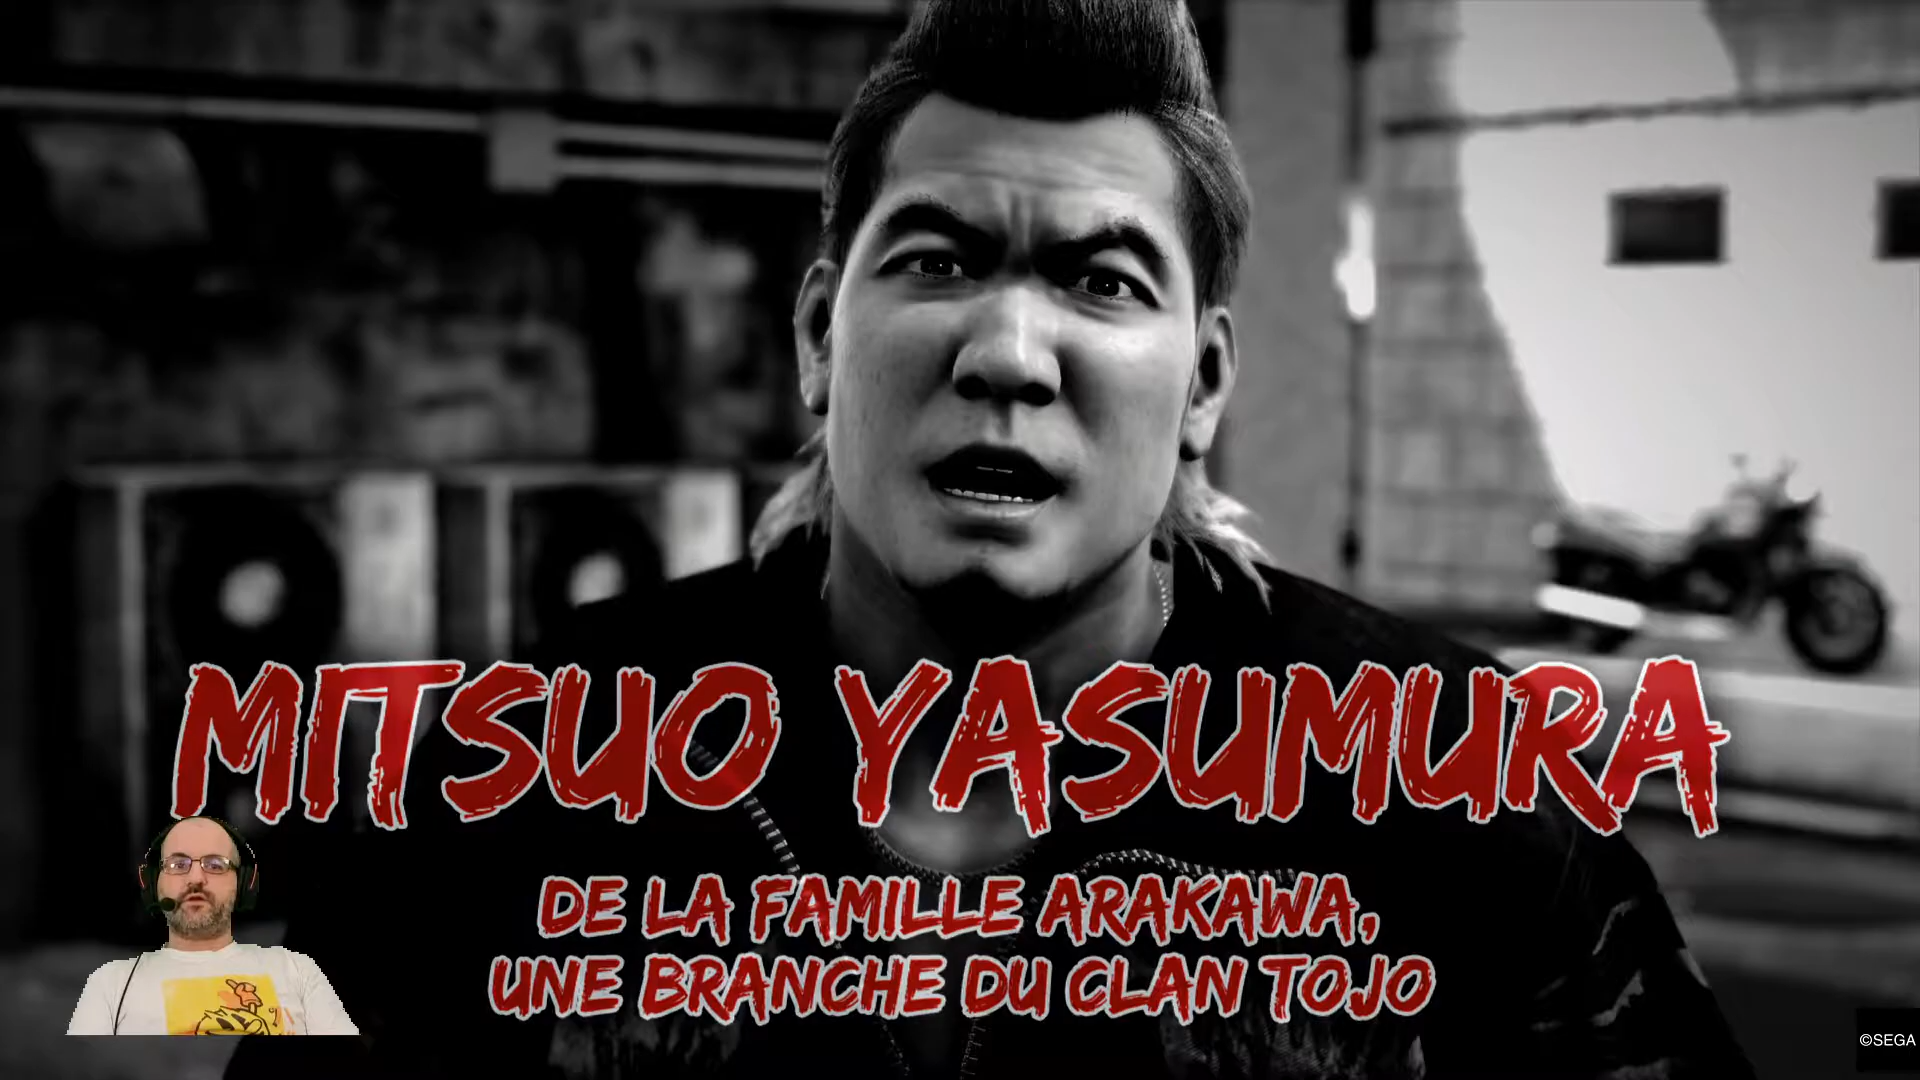 MITSUO YASUMURA
DE LA FAMILLE ARAKAWA,
UNE BRANCHE DU CLAN TOJO
©SEGA